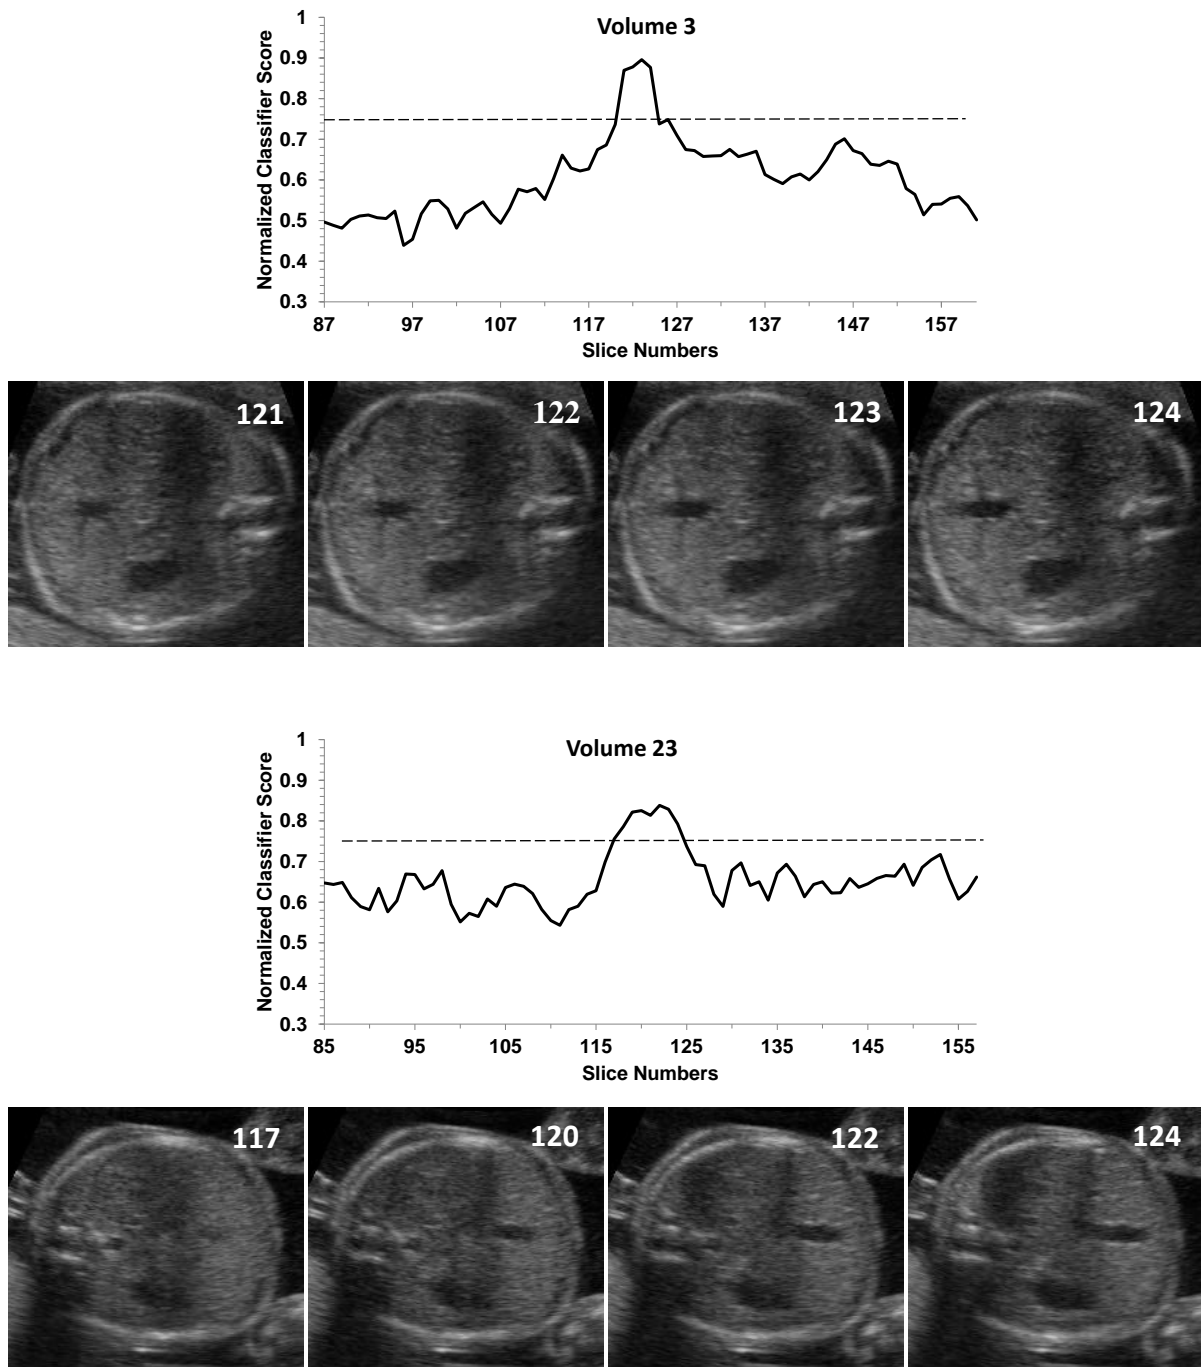 Volume 3
Normalized Classifier Score
1
0.9
0.8
0.7
0.6
0.5
0.4
0.3
87 97 107 117 127 137 147 157
Slice Numbers
121 122 123 124
Volume 23
Normalized Classifier Score
1
0.9
0.8
0.7
0.6
0.5
0.4
0.3
85 95 105 115 125 135 145 155
Slice Numbers
117 120 122 124